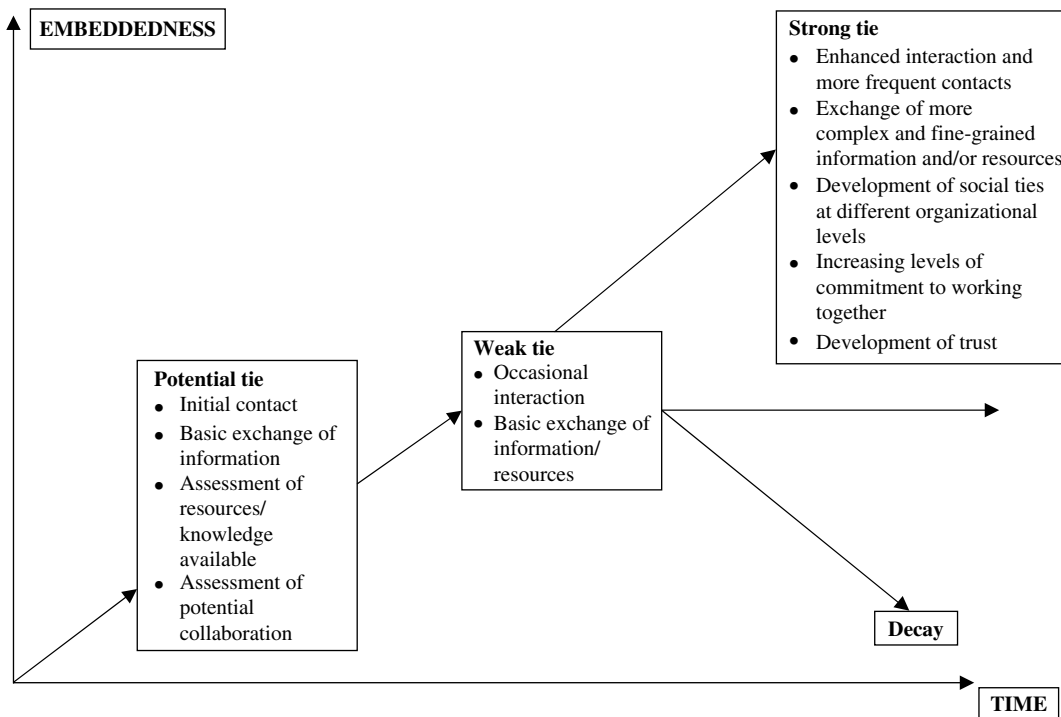 EMBEDDEDNESS
Strong tie
• Enhanced interaction and
more frequent contacts
• Exchange of more
complex and fine-grained
information and/or resources
• Development of social ties
at different organizational
levels
• Increasing levels of
commitment to working
together
• Development of trust
Weak tie
• Occasional
interaction
• Basic exchange of
information/
resources
Potential tie
• Initial contact
• Basic exchange of
information
• Assessment of
resources/
knowledge
available
• Assessment of
potential
collaboration
Decay
TIME